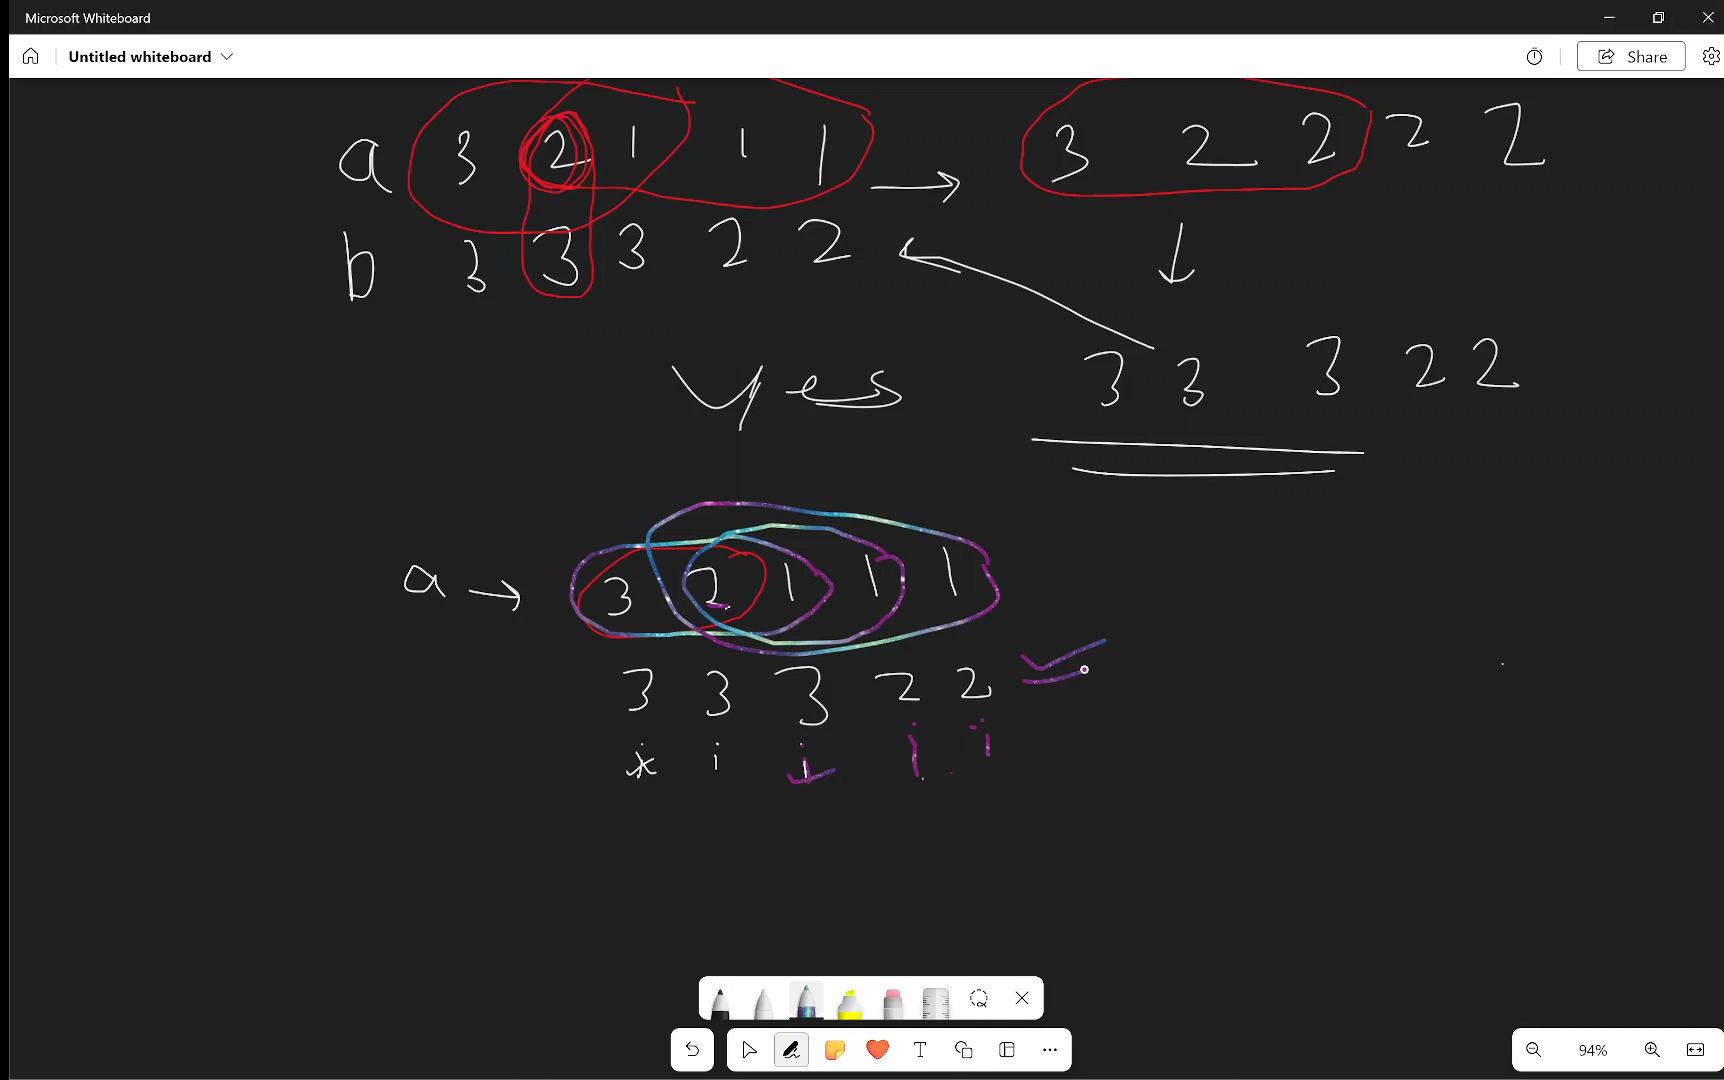 Microsoft Whiteboard
Untitled whiteboard
Share
a 3 2 1 1 1 → 3 2 2 2 2
b 3 3 3 2 2
Yes
3 3 3 2 2
a → 3 2 1 1 1
3 3 3 2 2
i i i i i
T
94%